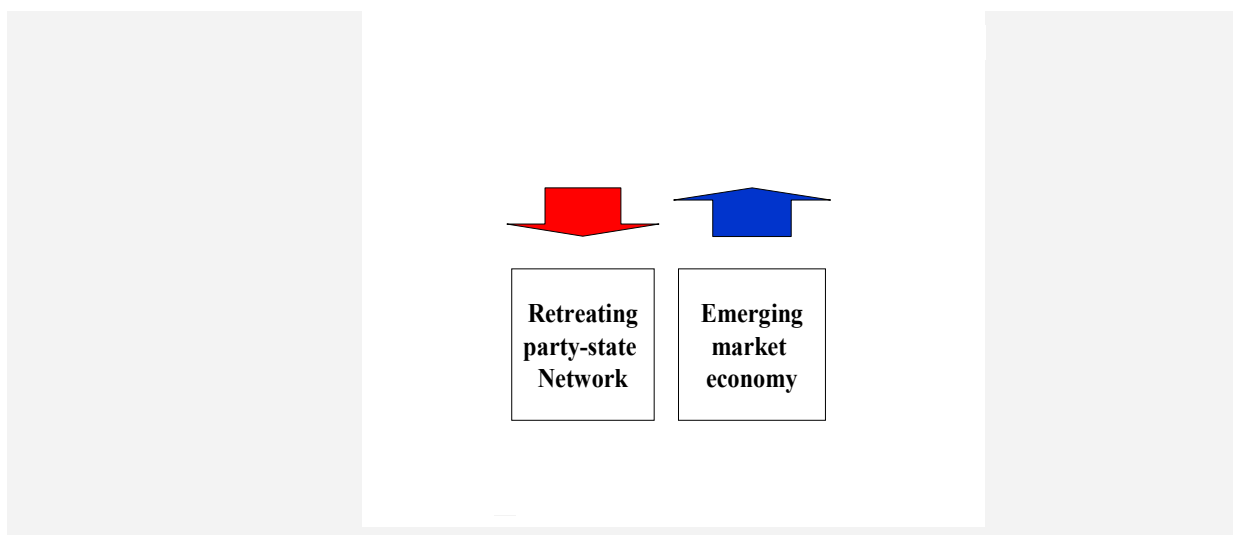 Retreating
party-state
Network
Emerging
market
economy